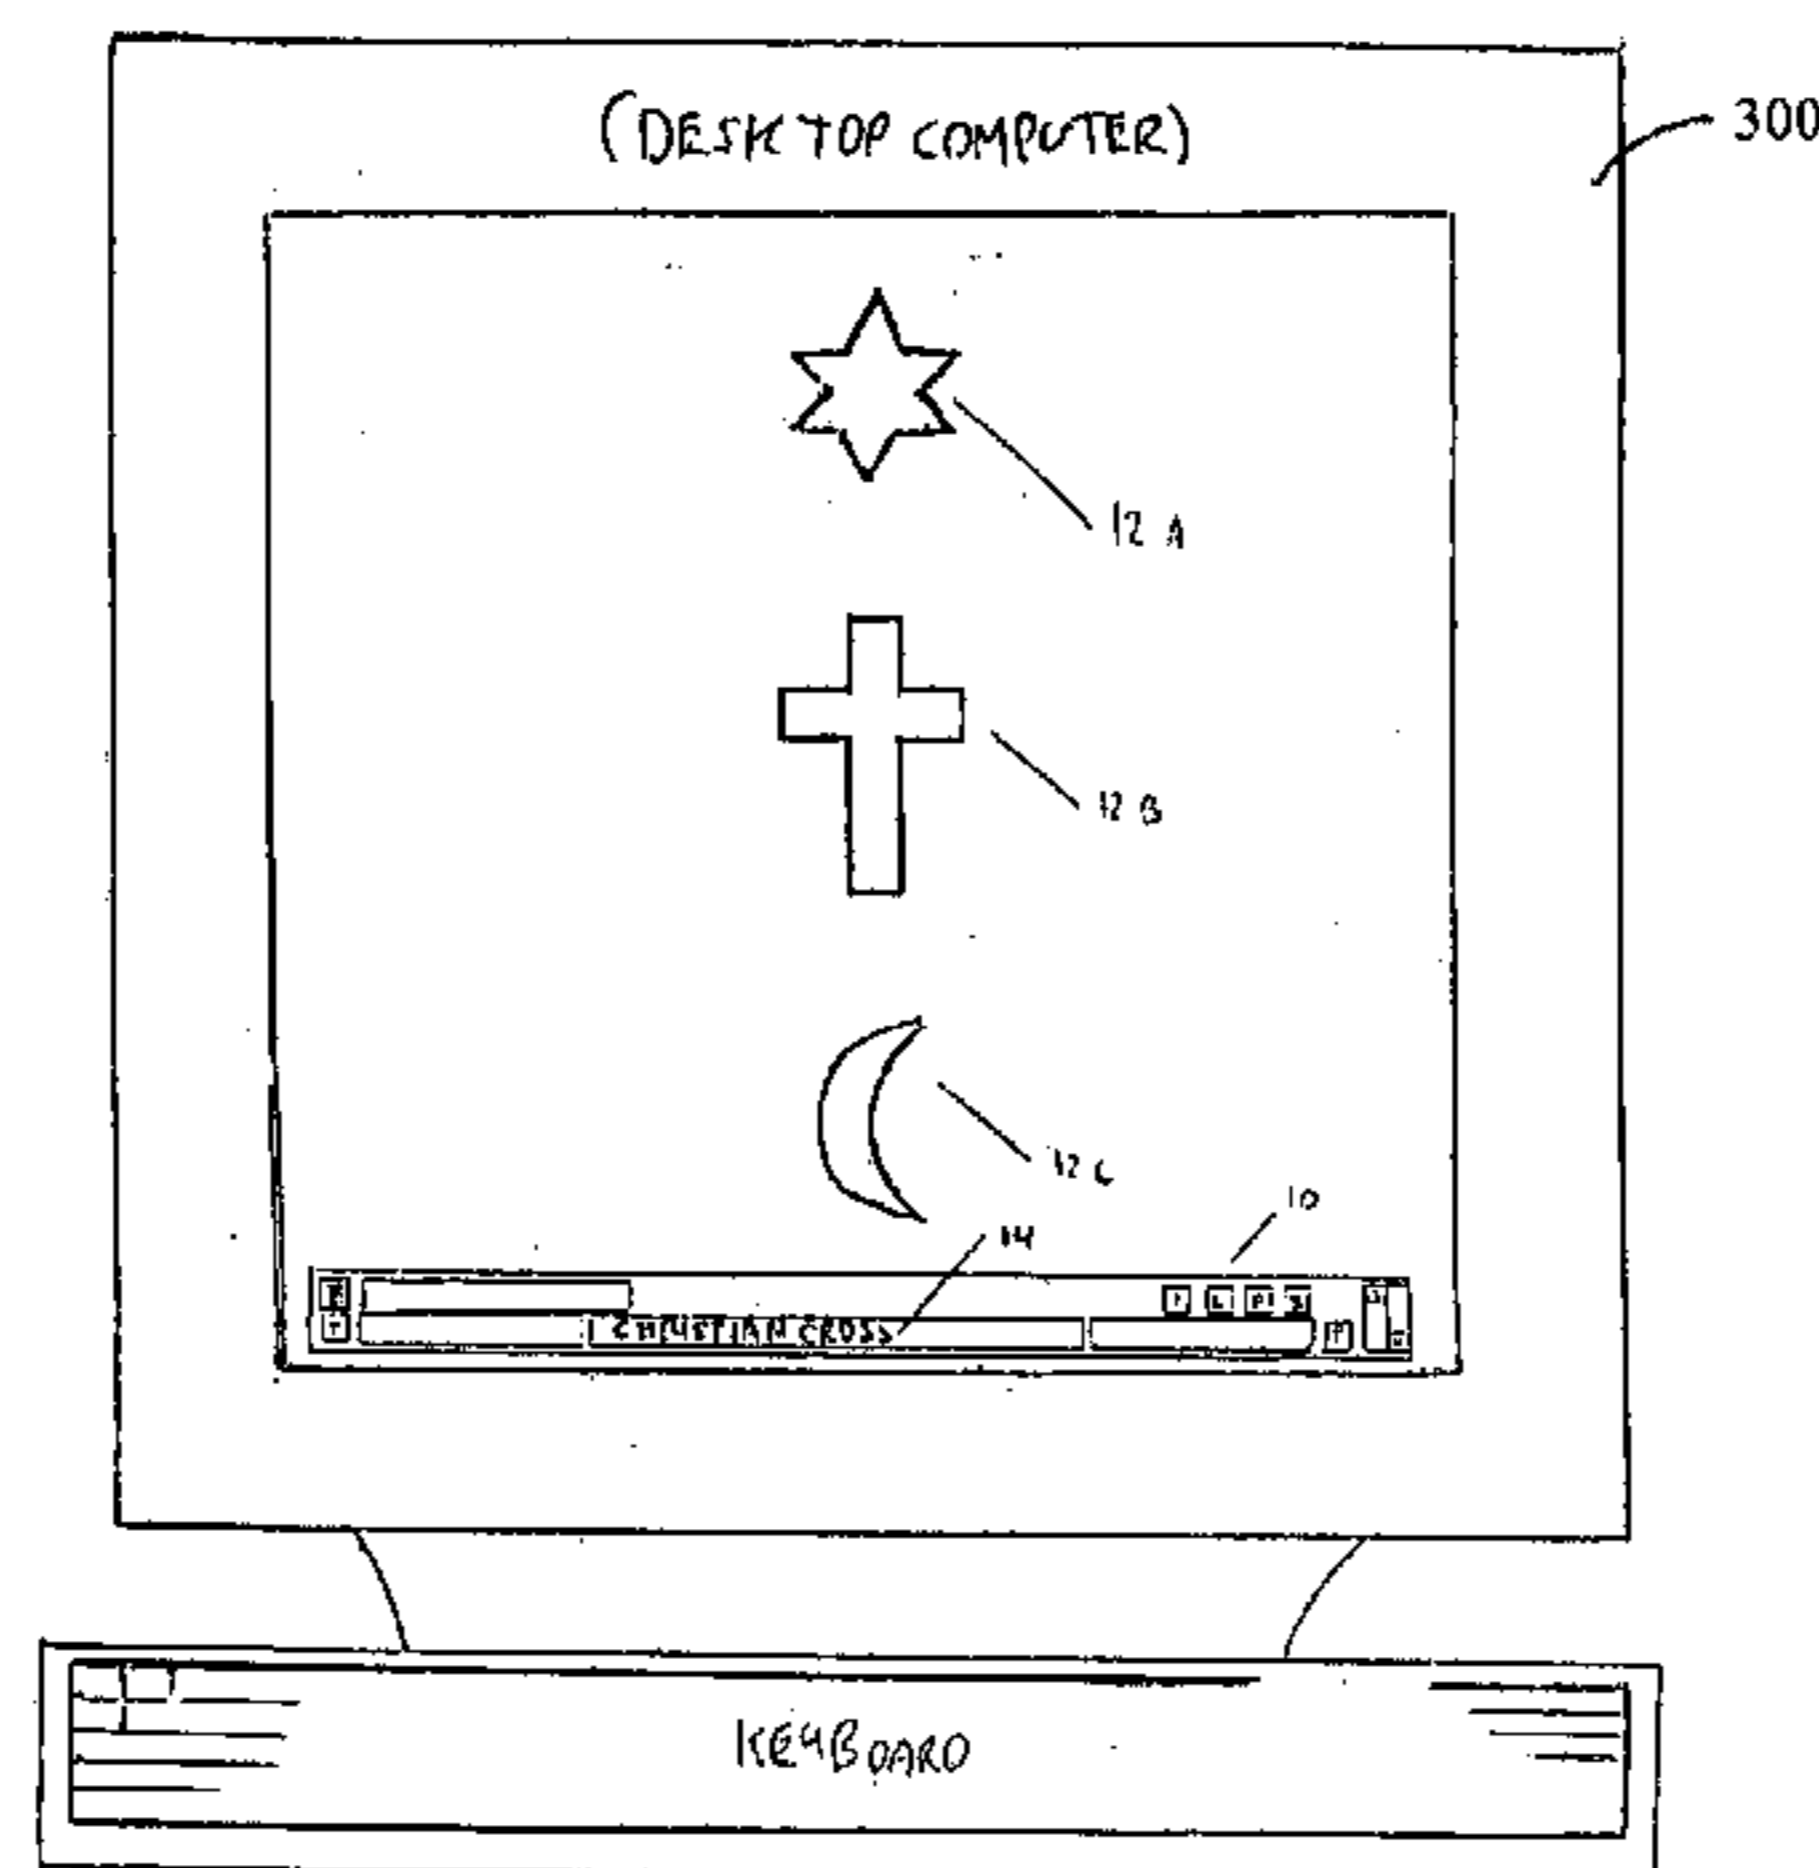 (DESKTOP COMPUTER)
300
12 A
12 B
12 C
10
14
CHRISTIAN CROSS
KEYBOARD